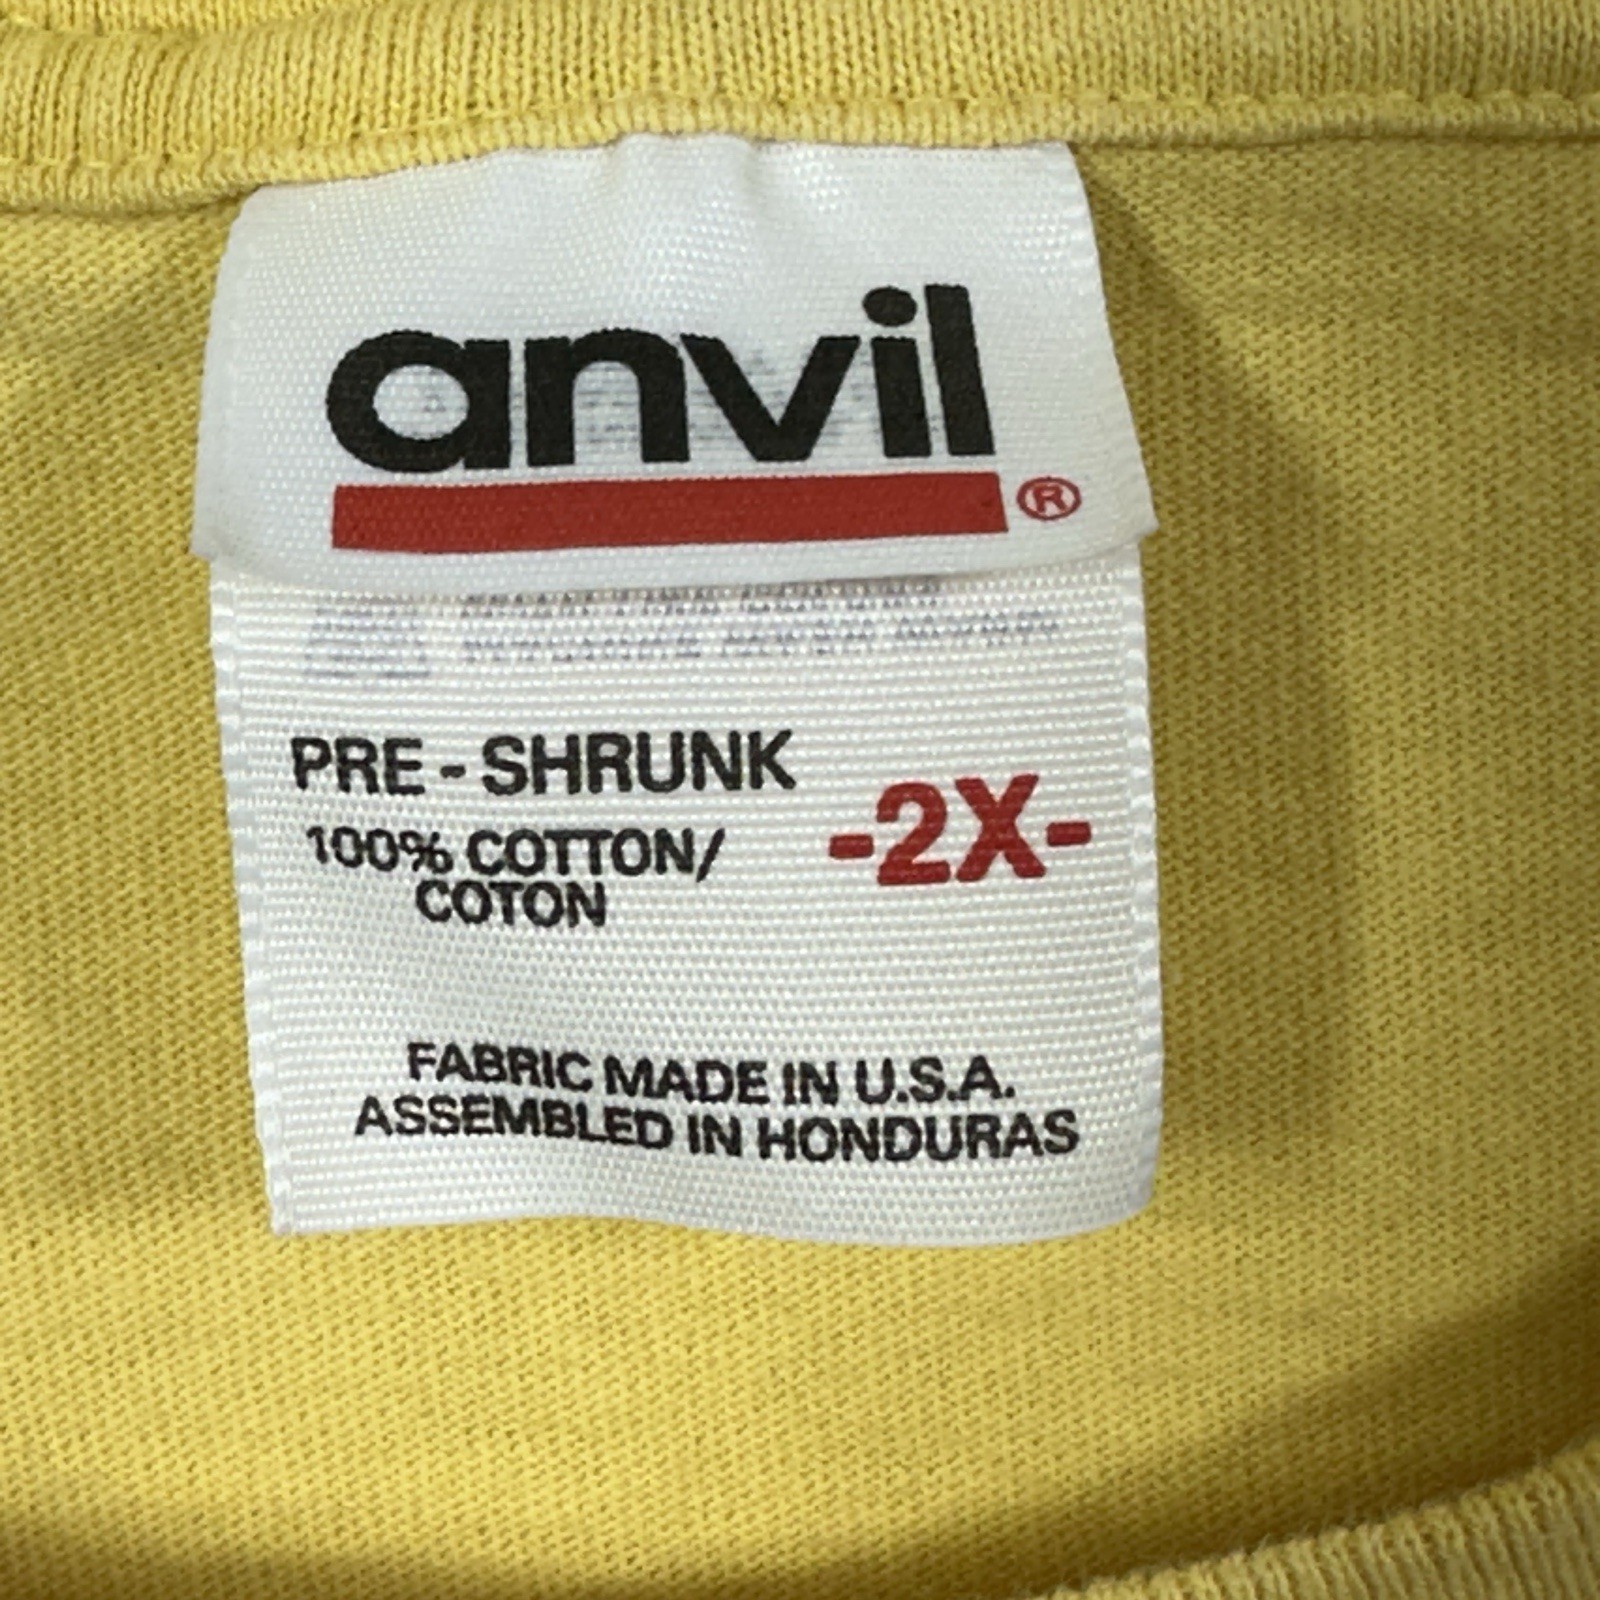 anvil
®
PRE - SHRUNK
-2X-
100% COTTON/
COTON
FABRIC MADE IN U.S.A.
ASSEMBLED IN HONDURAS